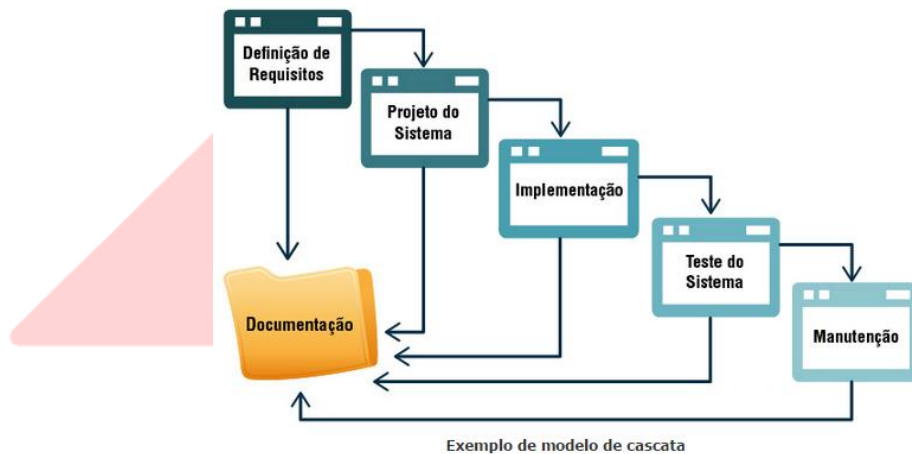 Definição de
Requisitos
Projeto do
Sistema
Implementação
Teste do
Sistema
Manutenção
Documentação
Exemplo de modelo de cascata